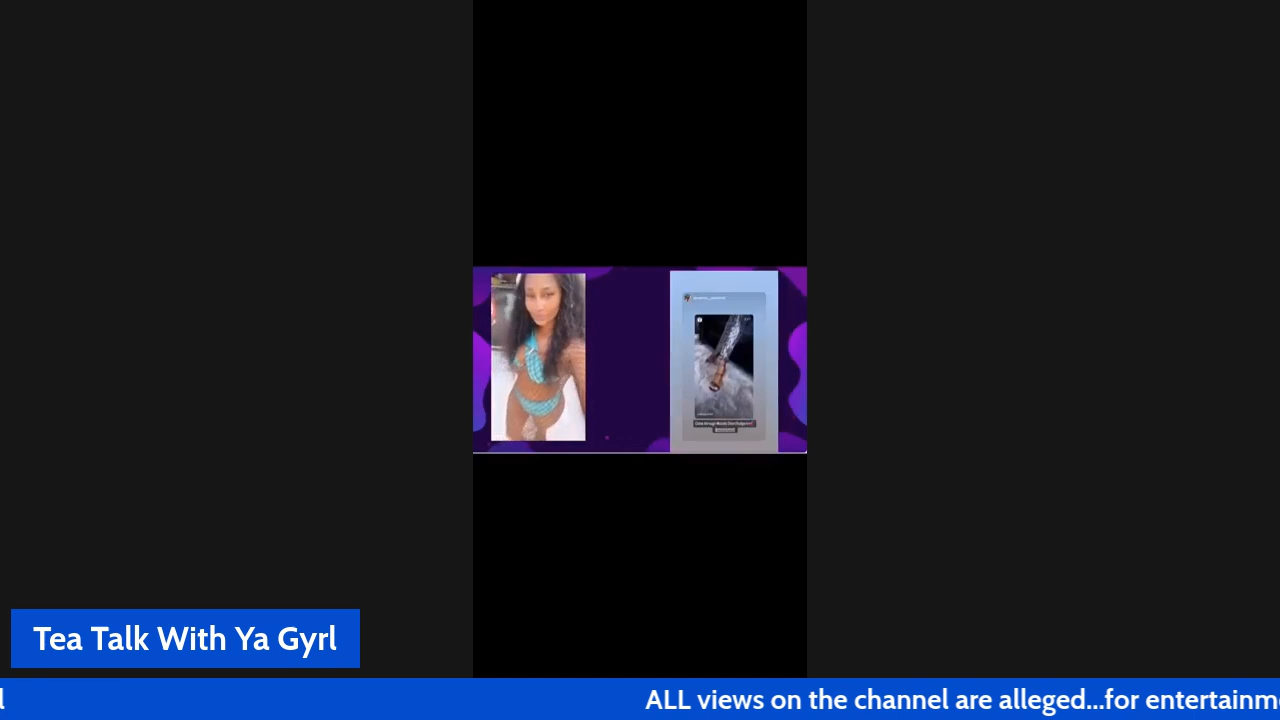 Tea Talk With Ya Gyrl
l
ALL views on the channel are alleged...for entertainm